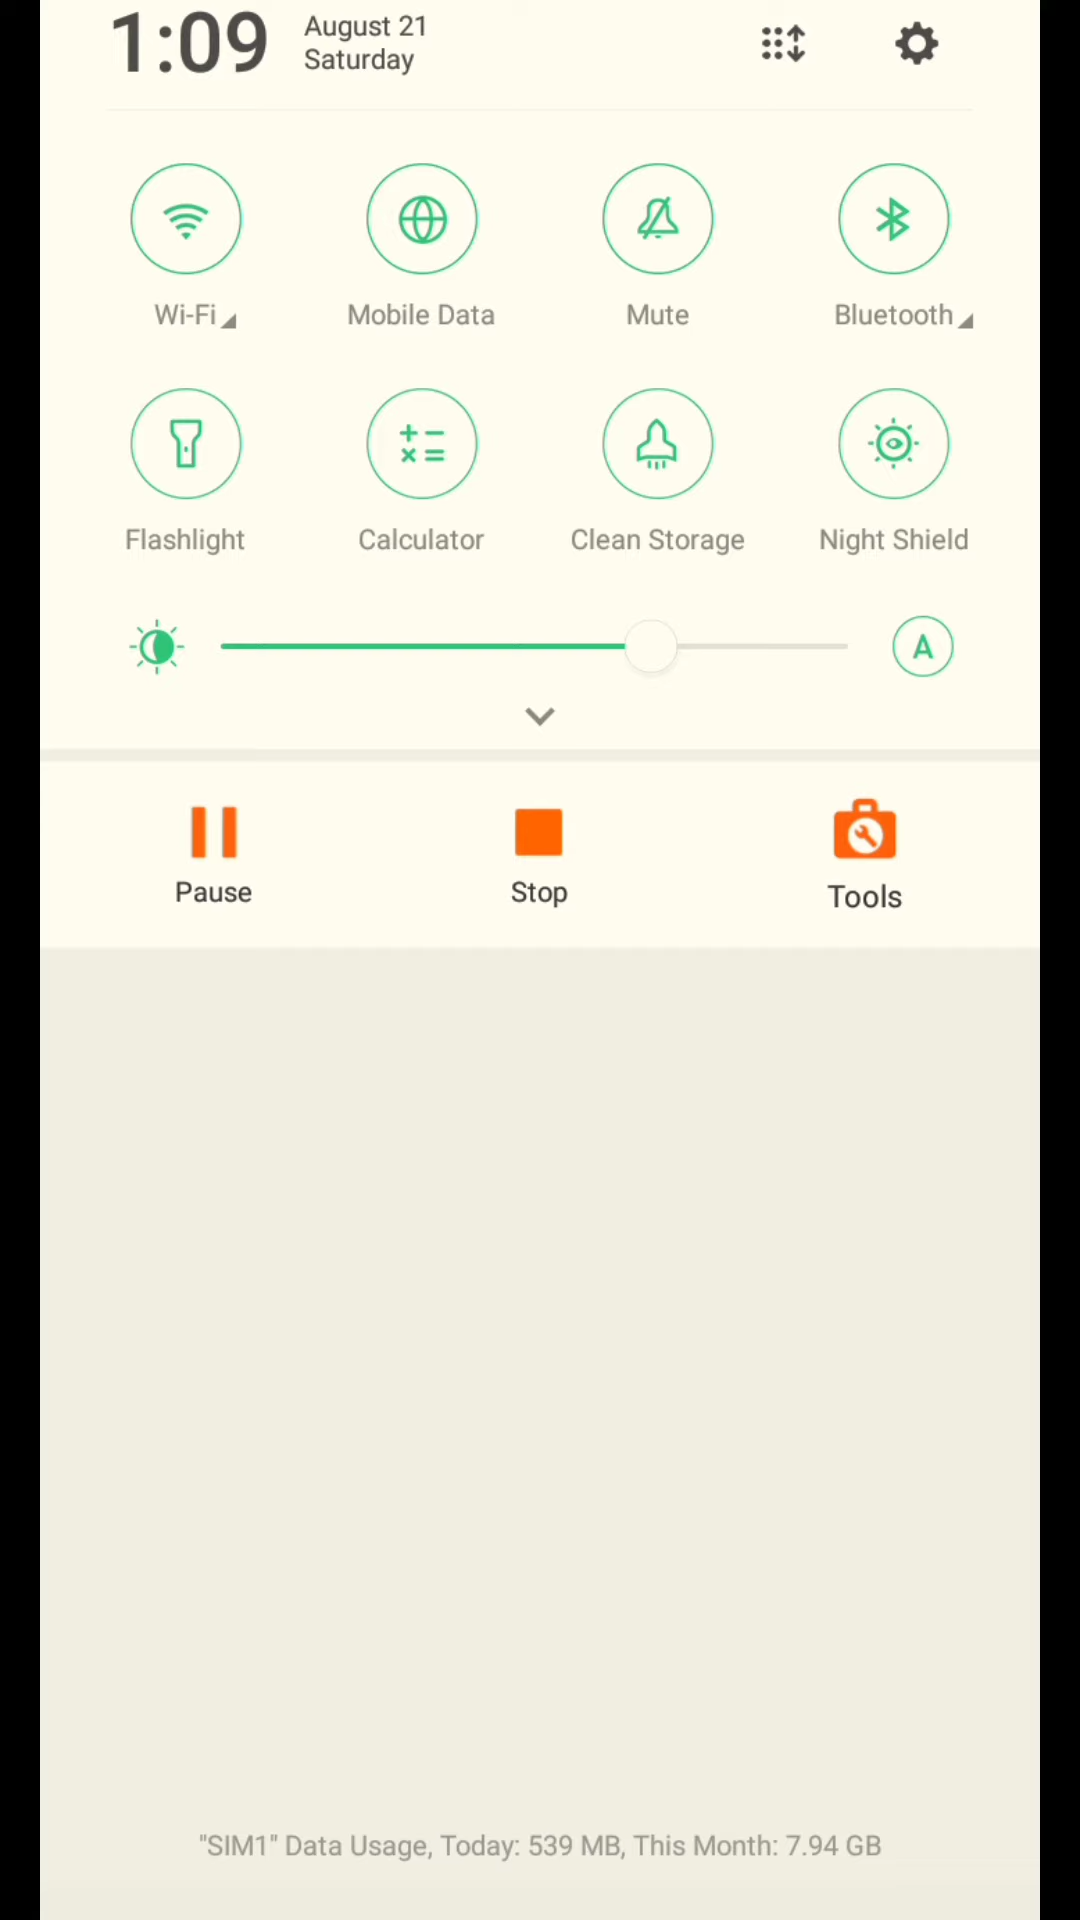 1:09
August 21
Saturday
Wi-Fi
Mobile Data
Mute
Bluetooth
Flashlight
Calculator
Clean Storage
Night Shield
A
Pause
Stop
Tools
"SIM1" Data Usage, Today: 539 MB, This Month: 7.94 GB